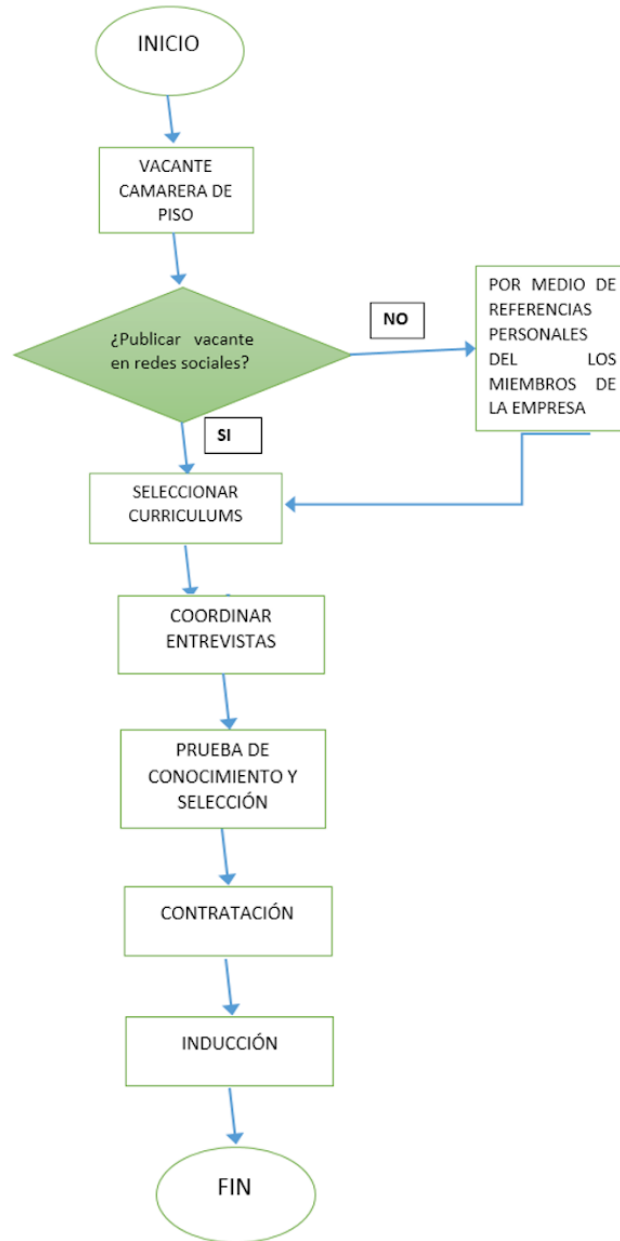 INICIO
VACANTE
CAMARERA DE
PISO
¿Publicar vacante
en redes sociales?
NO
POR MEDIO DE
REFERENCIAS
PERSONALES
DEL LOS
MIEMBROS DE
LA EMPRESA
SI
SELECCIONAR
CURRICULUMS
COORDINAR
ENTREVISTAS
PRUEBA DE
CONOCIMIENTO Y
SELECCIÓN
CONTRATACIÓN
INDUCCIÓN
FIN